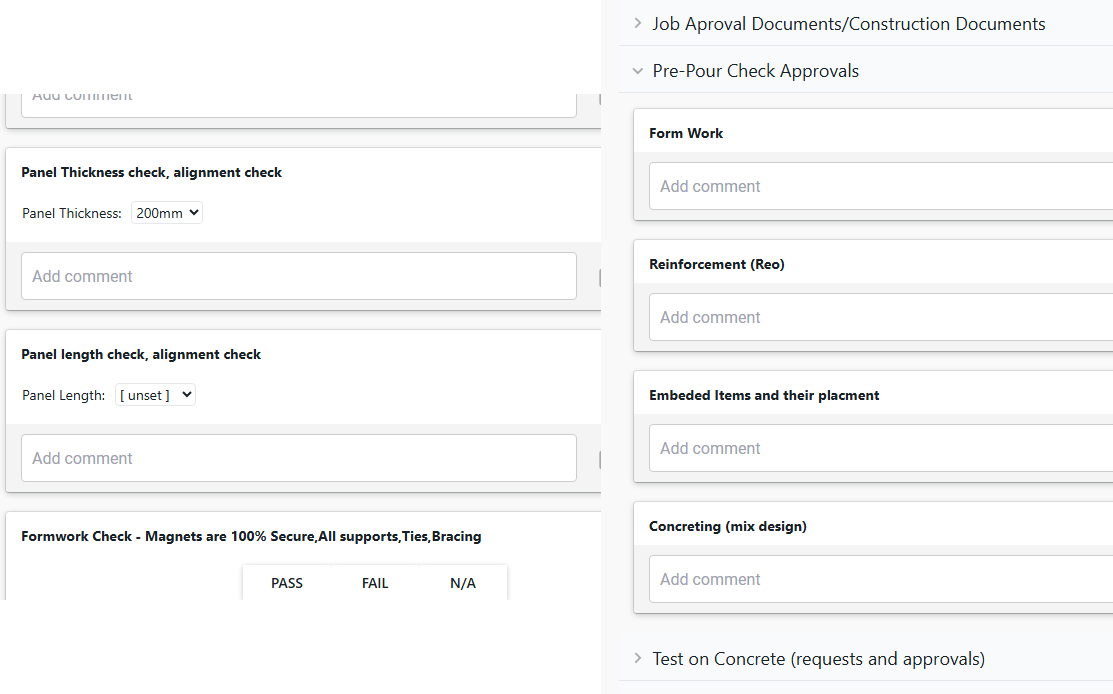 Add comment
Panel Thickness check, alignment check
Panel Thickness: 200mm
Add comment
Panel length check, alignment check
Panel Length: [ unset ]
Add comment
Formwork Check - Magnets are 100% Secure,All supports,Ties,Bracing
PASS FAIL N/A
Job Aproval Documents/Construction Documents
Pre-Pour Check Approvals
Form Work
Add comment
Reinforcement (Reo)
Add comment
Embeded Items and their placment
Add comment
Concreting (mix design)
Add comment
Test on Concrete (requests and approvals)